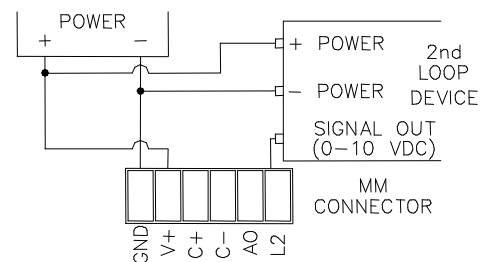 POWER
+ −
+ POWER
− POWER
2nd
LOOP
DEVICE
SIGNAL OUT
(0−10 VDC)
MM
CONNECTOR
GND
V+
C+
C−
AO
L2